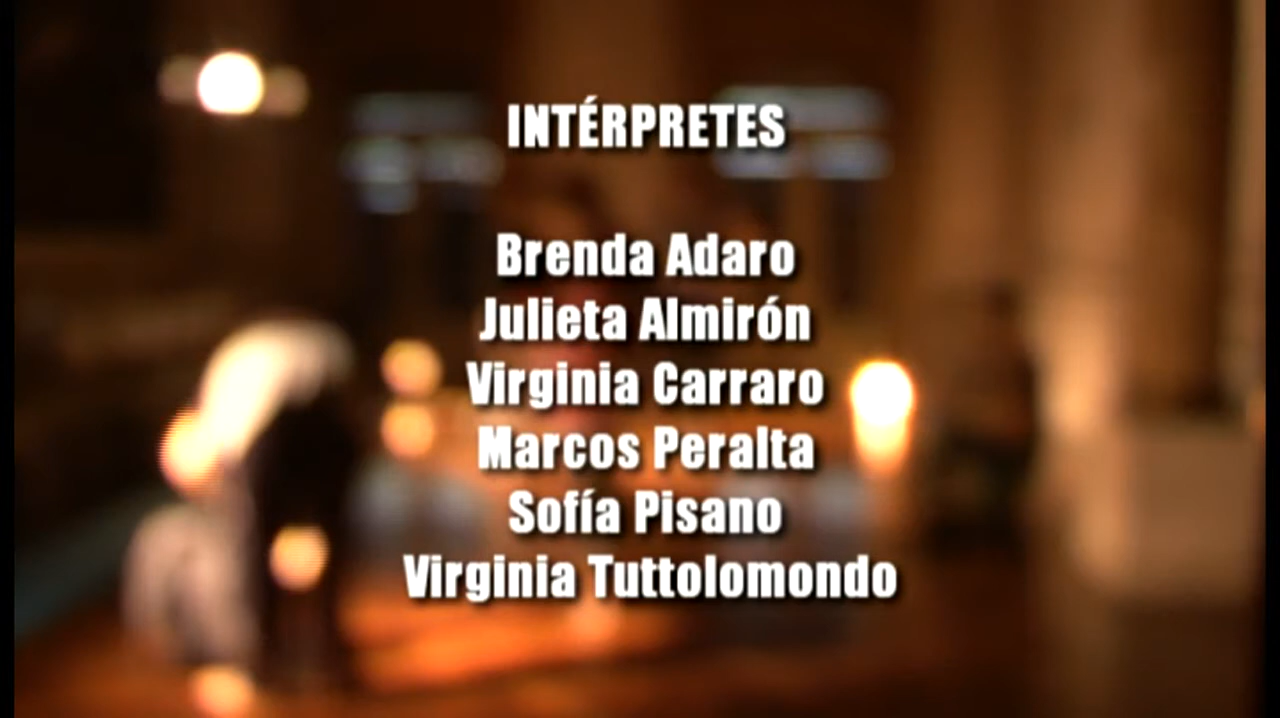 INTÉRPRETES
Brenda Adaro
Julieta Almirón
Virginia Carraro
Marcos Peralta
Sofía Pisano
Virginia Tuttolomondo